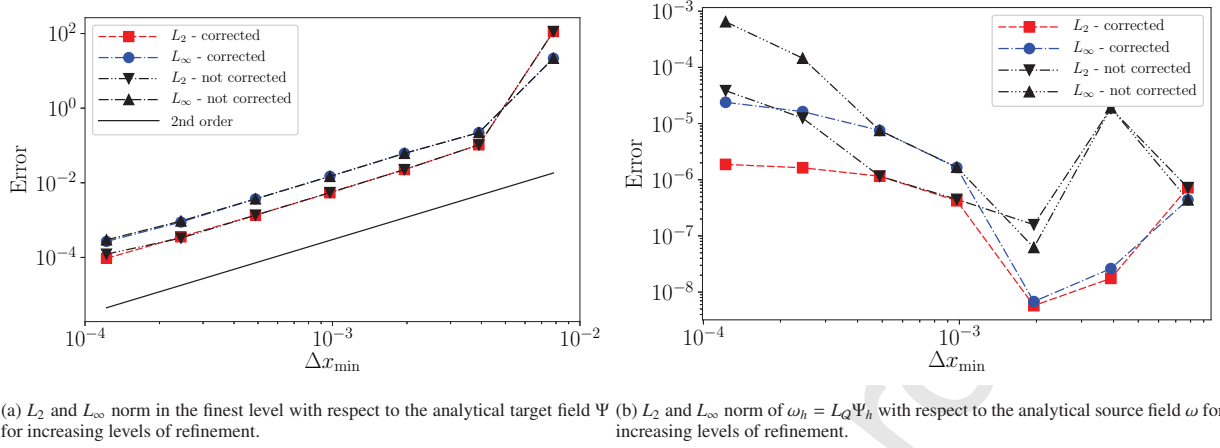 10^2
10^0
10^{-2}
10^{-4}
Error
10^{-4}
10^{-3}
10^{-2}
Δx_min
L_2 - corrected
L_∞ - corrected
L_2 - not corrected
L_∞ - not corrected
2nd order
10^{-3}
10^{-4}
10^{-5}
10^{-6}
10^{-7}
10^{-8}
Error
10^{-4}
10^{-3}
Δx_min
L_2 - corrected
L_∞ - corrected
L_2 - not corrected
L_∞ - not corrected
(a) L_2 and L_∞ norm in the finest level with respect to the analytical target field Ψ
for increasing levels of refinement.
(b) L_2 and L_∞ norm of ω_h = L_Q Ψ_h with respect to the analytical source field ω for
increasing levels of refinement.